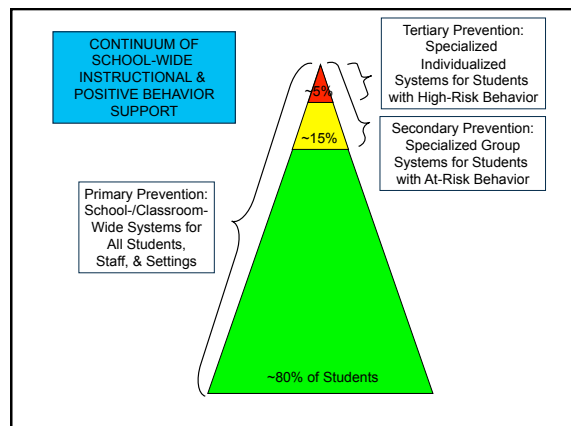 CONTINUUM OF
SCHOOL-WIDE
INSTRUCTIONAL &
POSITIVE BEHAVIOR
SUPPORT
Tertiary Prevention:
Specialized
Individualized
Systems for Students
with High-Risk Behavior
~5%
Secondary Prevention:
Specialized Group
Systems for Students
with At-Risk Behavior
~15%
Primary Prevention:
School-/Classroom-
Wide Systems for
All Students,
Staff, & Settings
~80% of Students